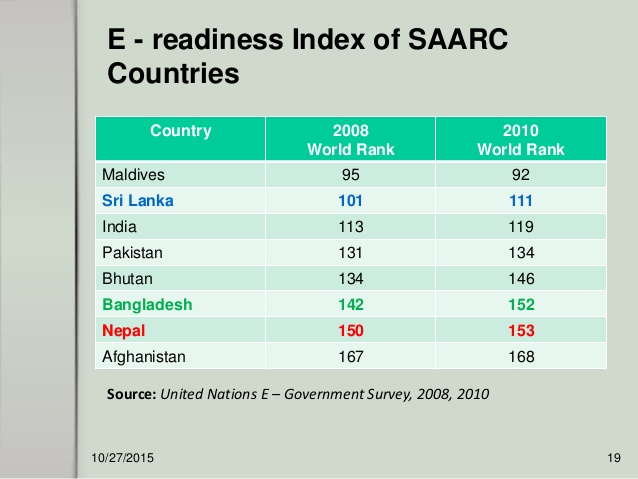 E - readiness Index of SAARC
Countries
Country 2008 World Rank 2010 World Rank
Maldives 95 92
Sri Lanka 101 111
India 113 119
Pakistan 131 134
Bhutan 134 146
Bangladesh 142 152
Nepal 150 153
Afghanistan 167 168
Source: United Nations E – Government Survey, 2008, 2010
10/27/2015 19